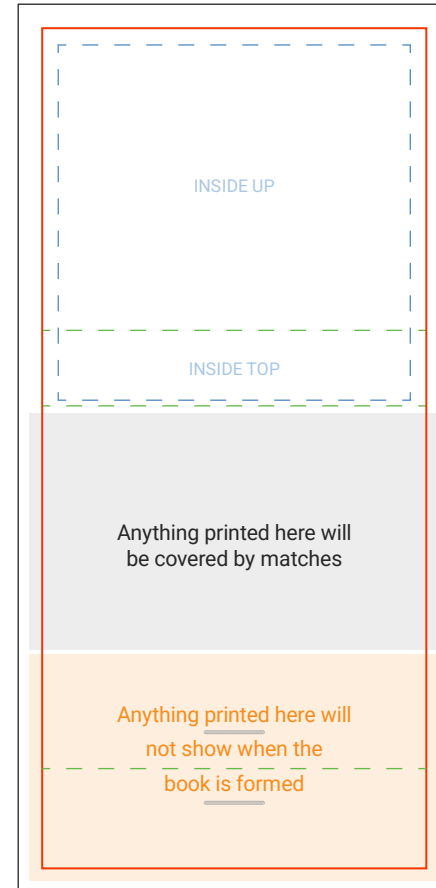 INSIDE UP
INSIDE TOP
Anything printed here will
be covered by matches
Anything printed here will
not show when the
book is formed